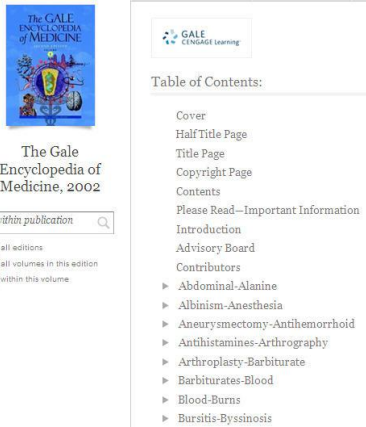 The GALE
ENCYCLOPEDIA
of MEDICINE
The Gale
Encyclopedia of
Medicine, 2002
within publication
all editions
all volumes in this edition
within this volume
GALE
CENGAGE Learning
Table of Contents:
Cover
Half Title Page
Title Page
Copyright Page
Contents
Please Read—Important Information
Introduction
Advisory Board
Contributors
Abdominal-Alanine
Albinism-Anesthesia
Aneurysmectomy-Antihemorrhoid
Antihistamines-Arthrography
Arthroplasty-Barbiturate
Barbiturates-Blood
Blood-Burns
Bursitis-Byssinosis